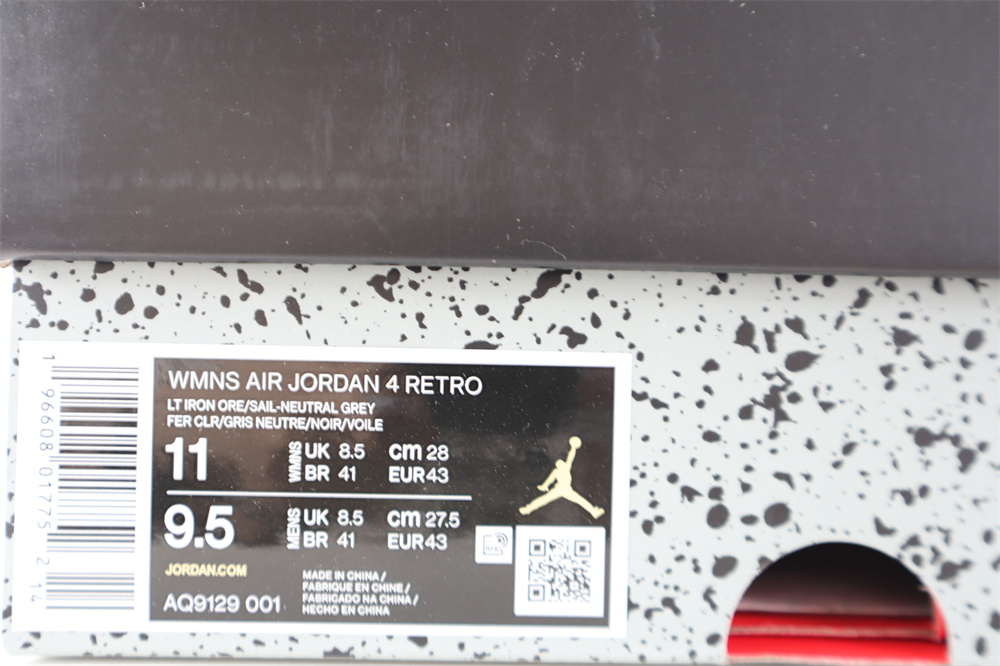 WMNS AIR JORDAN 4 RETRO
LT IRON ORE/SAIL-NEUTRAL GREY
FER CLR/GRIS NEUTRE/NOIR/VOILE
11 WMNS UK 8.5 cm 28
BR 41 EUR43
9.5 MENS UK 8.5 cm 27.5
BR 41 EUR43
JORDAN.COM
AQ9129 001
MADE IN CHINA /
FABRIQUE EN CHINE /
FABRICADO NA CHINA /
HECHO EN CHINA
1 96608 01775 2 14